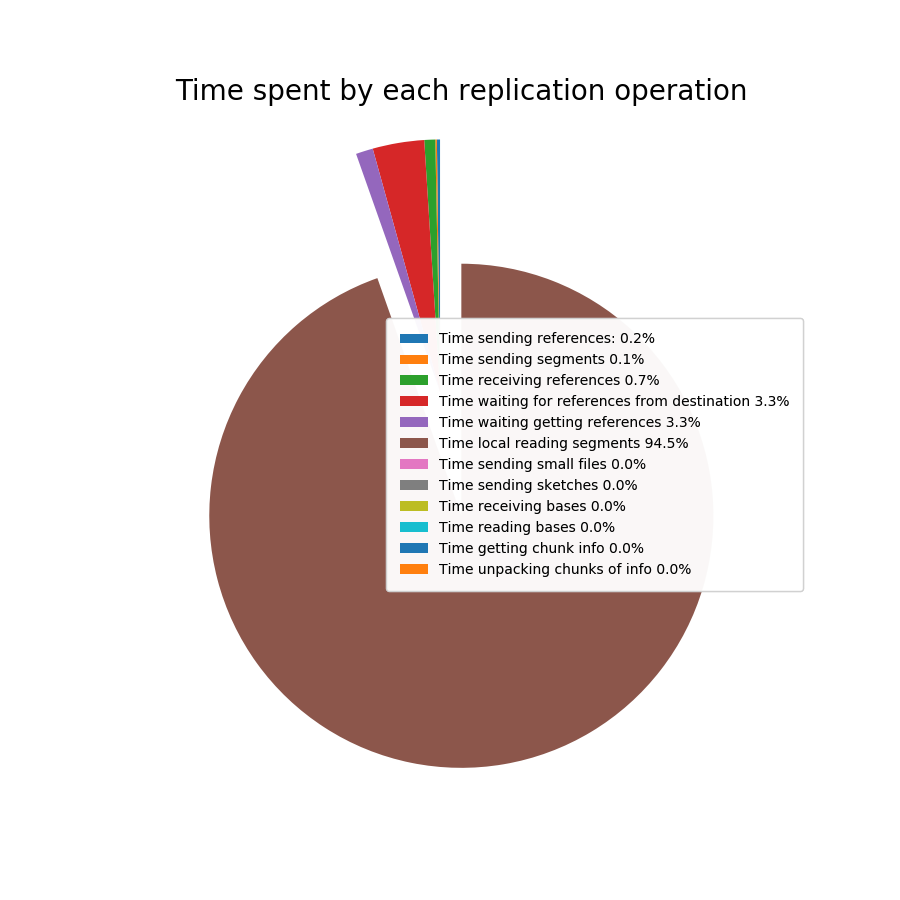 Time spent by each replication operation
Time sending references: 0.2%
Time sending segments 0.1%
Time receiving references 0.7%
Time waiting for references from destination 3.3%
Time waiting getting references 3.3%
Time local reading segments 94.5%
Time sending small files 0.0%
Time sending sketches 0.0%
Time receiving bases 0.0%
Time reading bases 0.0%
Time getting chunk info 0.0%
Time unpacking chunks of info 0.0%